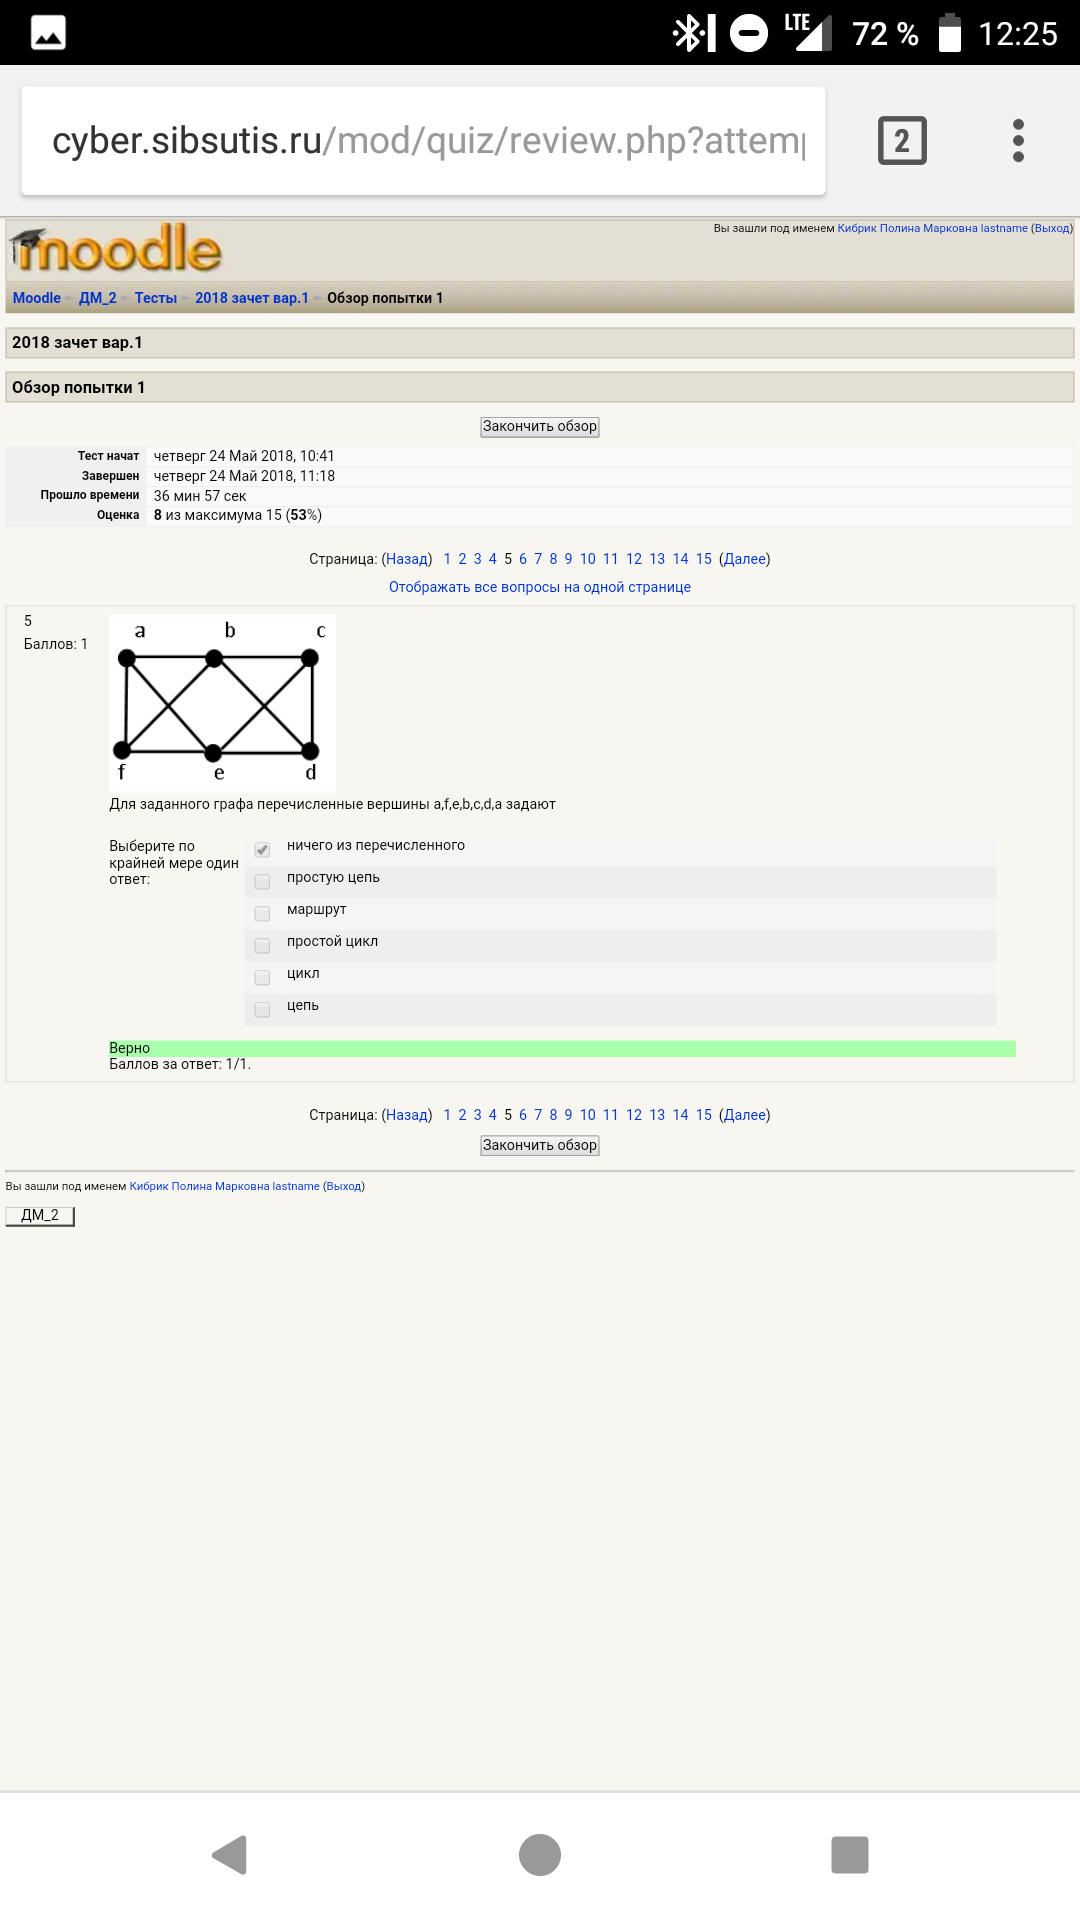 LTE 72 % 12:25
cyber.sibsutis.ru/mod/quiz/review.php?attem
2
moodle
Вы зашли под именем Кибрик Полина Марковна lastname (Выход)
Moodle ► ДМ_2 ► Тесты ► 2018 зачет вар.1 ► Обзор попытки 1
2018 зачет вар.1
Обзор попытки 1
Закончить обзор
Тест начат четверг 24 Май 2018, 10:41
Завершен четверг 24 Май 2018, 11:18
Прошло времени 36 мин 57 сек
Оценка 8 из максимума 15 (53%)
Страница: (Назад) 1 2 3 4 5 6 7 8 9 10 11 12 13 14 15 (Далее)
Отображать все вопросы на одной странице
5
Баллов: 1
a b c
f e d
Для заданного графа перечисленные вершины a,f,e,b,c,d,a задают
Выберите по
крайней мере один
ответ:
ничего из перечисленного
простую цепь
маршрут
простой цикл
цикл
цепь
Верно
Баллов за ответ: 1/1.
Страница: (Назад) 1 2 3 4 5 6 7 8 9 10 11 12 13 14 15 (Далее)
Закончить обзор
Вы зашли под именем Кибрик Полина Марковна lastname (Выход)
ДМ_2